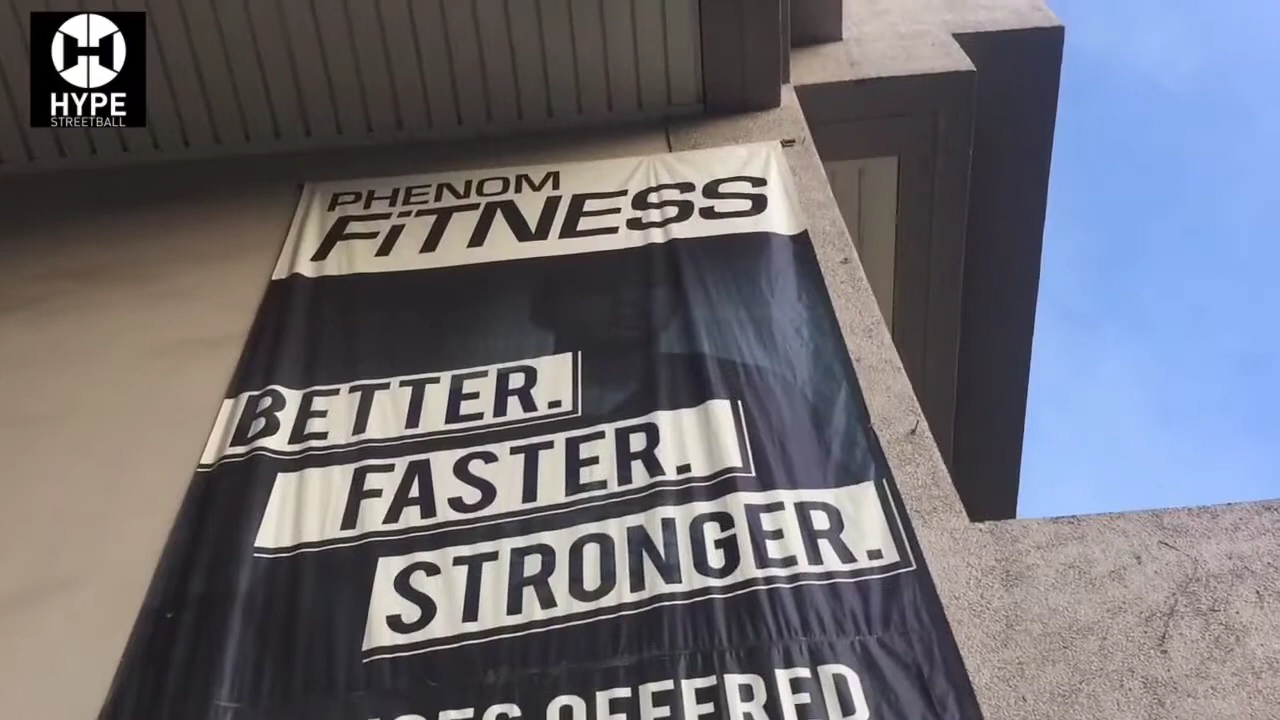 HYPE
STREETBALL
PHENOM
FiTNESS
BETTER.
FASTER.
STRONGER.
OFFERED